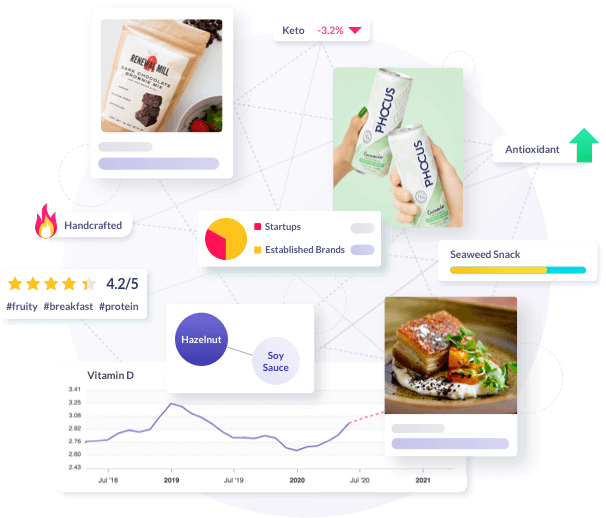 Keto -3.2%
RENEWAL MILL
DARK CHOCOLATE
BROWNIE MIX
PHOCUS
PHOCUS
Cucumber
Cucumber
Antioxidant
Handcrafted
Startups
Established Brands
Seaweed Snack
4.2/5
#fruity #breakfast #protein
Hazelnut
Soy
Sauce
Vitamin D
3.41
3.25
3.08
2.92
2.76
2.60
2.43
Jul '18
2019
Jul '19
2020
Jul '20
2021